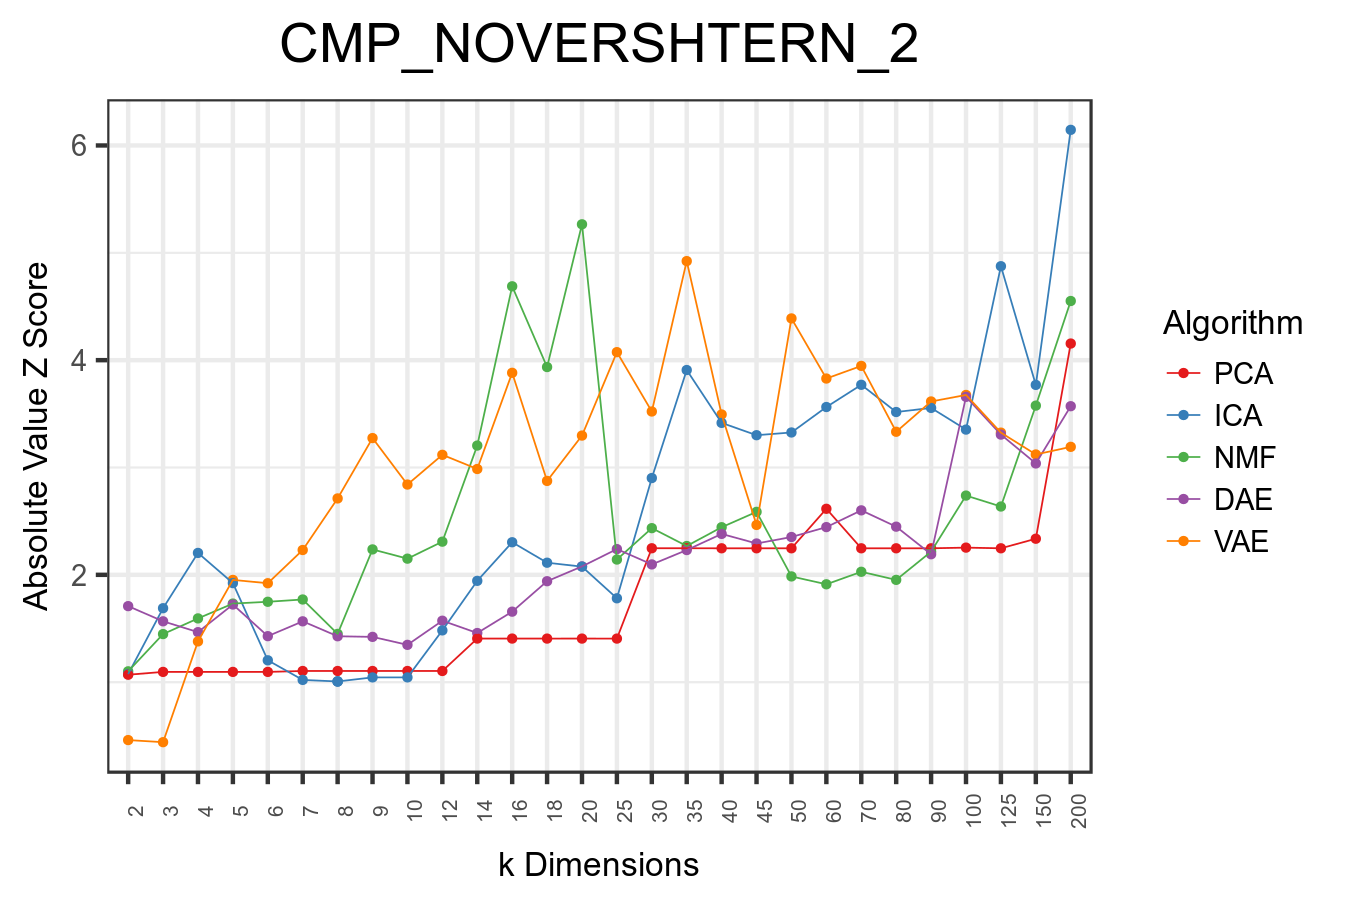 CMP_NOVERSHTERN_2
Absolute Value Z Score
6
4
2
2 3 4 5 6 7 8 9 10 12 14 16 18 20 25 30 35 40 45 50 60 70 80 90 100 125 150 200
k Dimensions
Algorithm
PCA
ICA
NMF
DAE
VAE